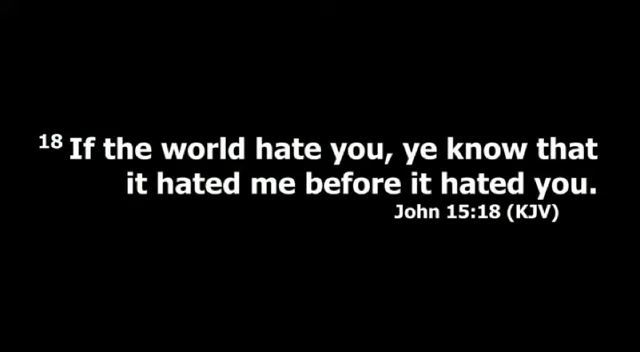 18 If the world hate you, ye know that
it hated me before it hated you.
John 15:18 (KJV)